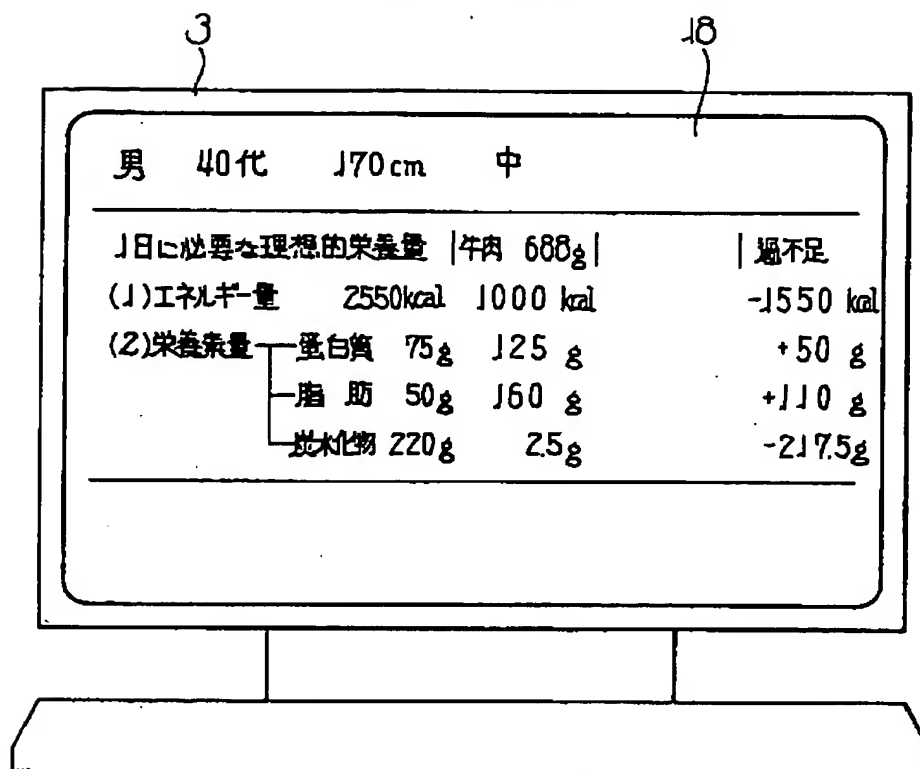 3 18
男 40代 170cm 中
1日に必要な理想的栄養量 |牛肉 688g| |過不足
(1)エネルギー量 2550kcal 1000 kcal -1550 kcal
(2)栄養素量 蛋白質 75g 125 g +50 g
脂 肪 50g 160 g +110 g
炭水化物 220g 2.5g -217.5g